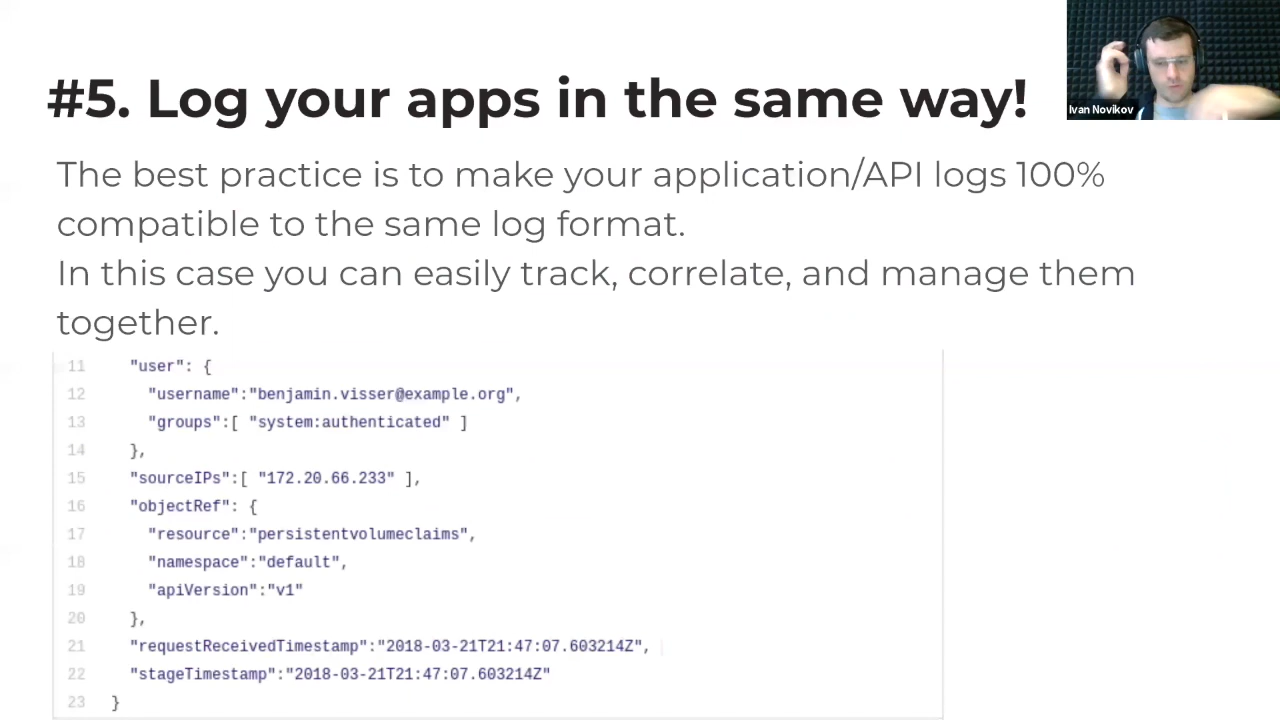 #5. Log your apps in the same way!
Ivan Novikov
The best practice is to make your application/API logs 100%
compatible to the same log format.
In this case you can easily track, correlate, and manage them
together.
11 "user": {
12 "username":"benjamin.visser@example.org",
13 "groups":[ "system:authenticated" ]
14 },
15 "sourceIPs":[ "172.20.66.233" ],
16 "objectRef": {
17 "resource":"persistentvolumeclaims",
18 "namespace":"default",
19 "apiVersion":"v1"
20 },
21 "requestReceivedTimestamp":"2018-03-21T21:47:07.603214Z",
22 "stageTimestamp":"2018-03-21T21:47:07.603214Z"
23 }